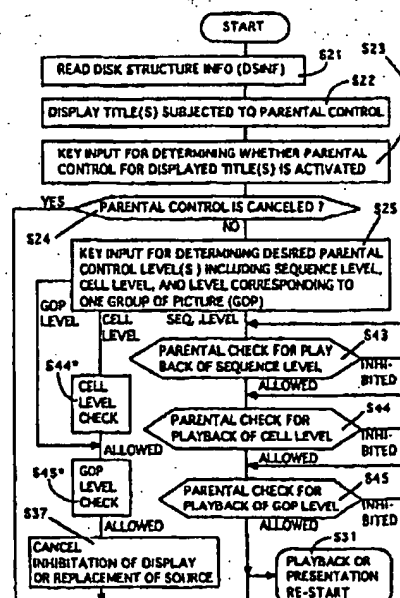 START
S21
S23
READ DISK STRUCTURE INFO (DSINF)
S22
DISPLAY TITLE(S) SUBJECTED TO PARENTAL CONTROL
KEY INPUT FOR DETERMINING WHETHER PARENTAL
CONTROL FOR DISPLAYED TITLE(S) IS ACTIVATED
YES
PARENTAL CONTROL IS CANCELED ?
S25
S24
NO
KEY INPUT FOR DETERMINING DESIRED PARENTAL
CONTROL LEVEL(S) INCLUDING SEQUENCE LEVEL,
CELL LEVEL, AND LEVEL CORRESPONDING TO
ONE GROUP OF PICTURE (GOP)
GOP
LEVEL
CELL
LEVEL
SEQ. LEVEL
S43
PARENTAL CHECK FOR PLAY
BACK OF SEQUENCE LEVEL
INHI-
BITED
S44*
ALLOWED
CELL
LEVEL
CHECK
S44
PARENTAL CHECK FOR
PLAYBACK OF CELL LEVEL
INHI-
BITED
ALLOWED
ALLOWED
S45*
GOP
LEVEL
CHECK
S45
PARENTAL CHECK FOR
PLAYBACK OF GOP LEVEL
INHI-
BITED
S37
ALLOWED
ALLOWED
S31
CANCEL
INHIBITATION OF DISPLAY
OR REPLACEMENT OF SOURCE
PLAYBACK OR
PRESENTATION
RE-START